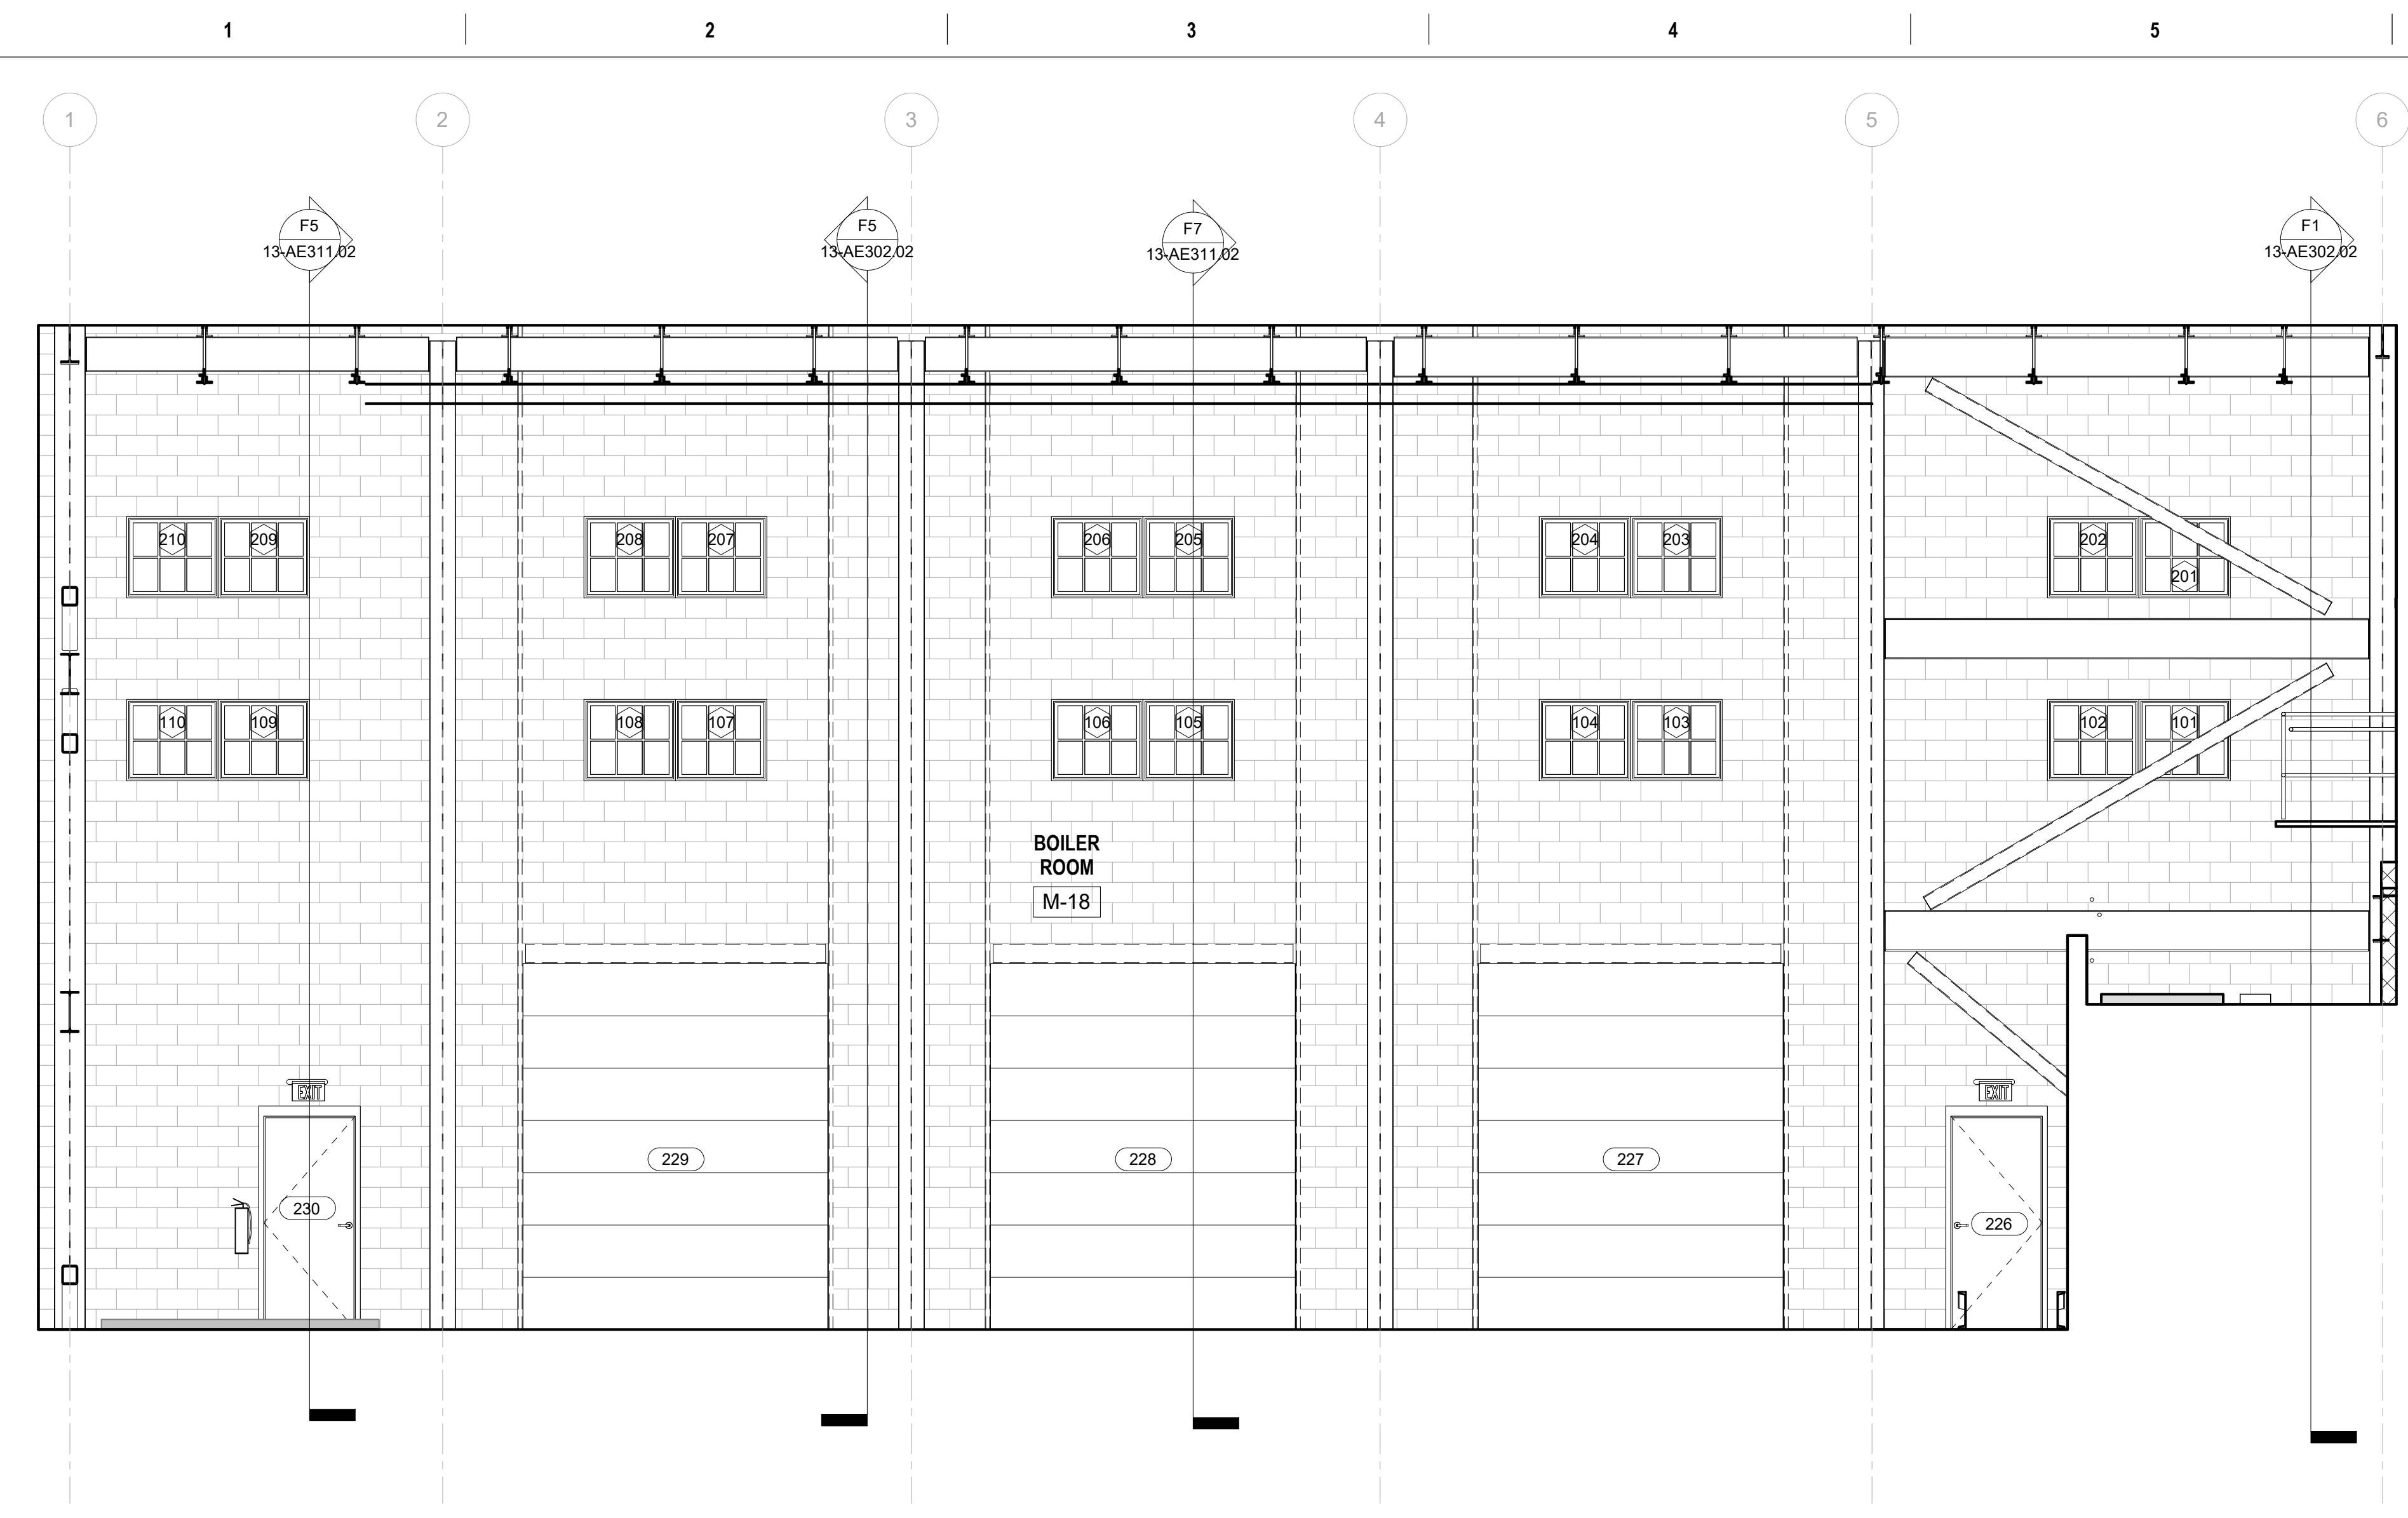 1 2 3 4 5
1 2 3 4 5 6
F5 F5 F7 F1
13-AE311.02 13-AE302.02 13-AE311.02 13-AE302.02
210 209 208 207 206 205 204 203 202
201
110 109 108 107 106 105 104 103 102 101
BOILER
ROOM
M-18
EXIT EXIT
229 228 227
230
226